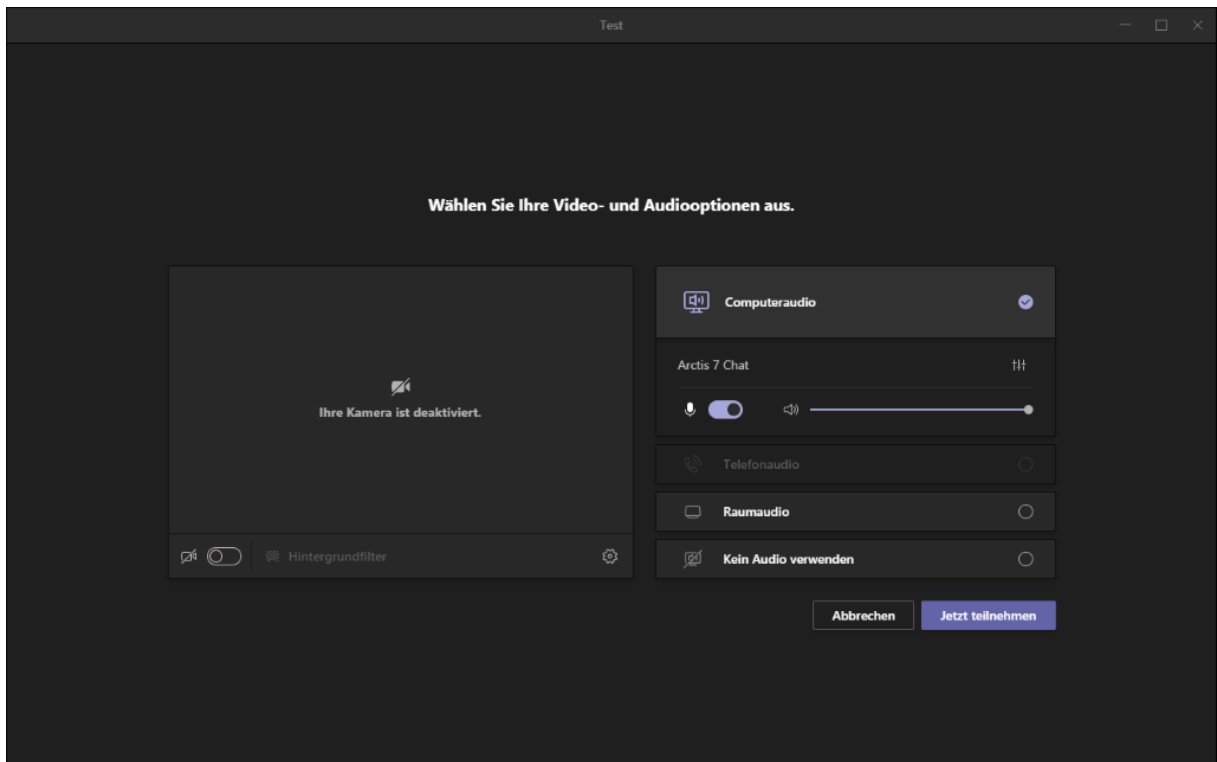 Test
Wählen Sie Ihre Video- und Audiooptionen aus.
Ihre Kamera ist deaktiviert.
Hintergrundfilter
Computeraudio
Arctis 7 Chat
Telefonaudio
Raumaudio
Kein Audio verwenden
Abbrechen
Jetzt teilnehmen